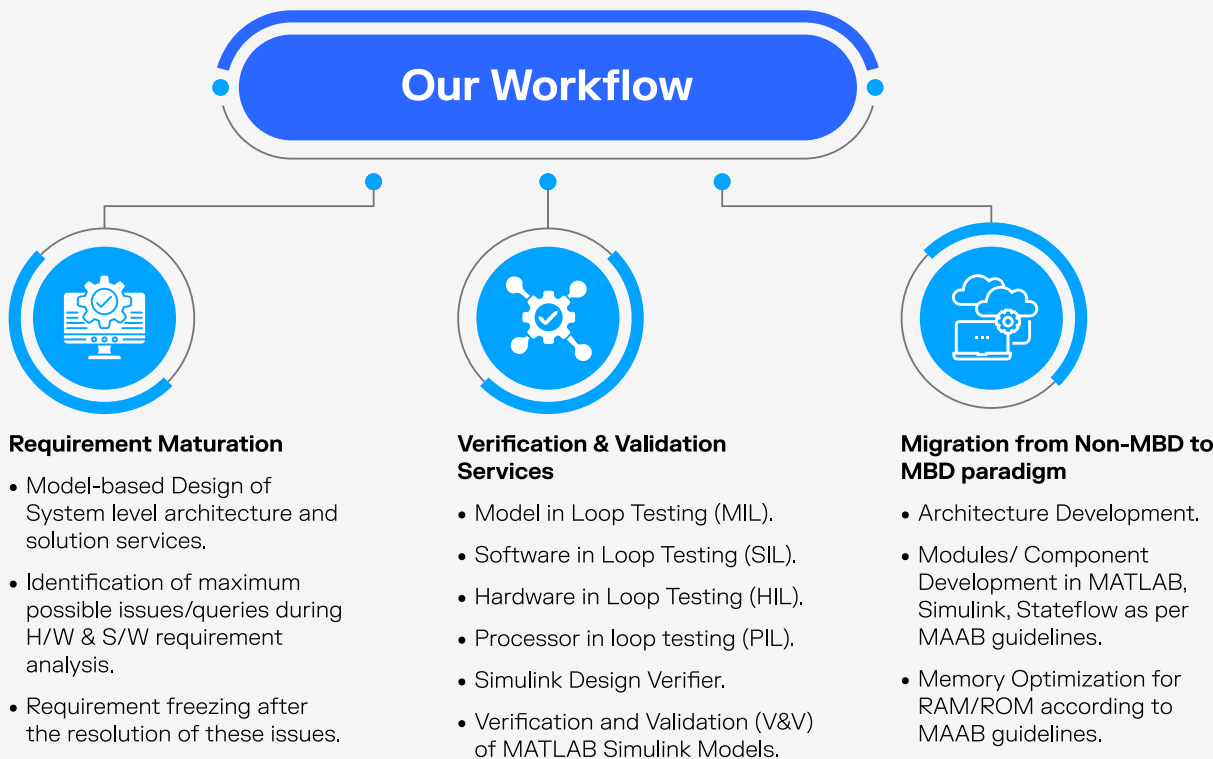 Our Workflow
Requirement Maturation
• Model-based Design of
System level architecture and
solution services.
• Identification of maximum
possible issues/queries during
H/W & S/W requirement
analysis.
• Requirement freezing after
the resolution of these issues.
Verification & Validation
Services
• Model in Loop Testing (MIL).
• Software in Loop Testing (SIL).
• Hardware in Loop Testing (HIL).
• Processor in loop testing (PIL).
• Simulink Design Verifier.
• Verification and Validation (V&V)
of MATLAB Simulink Models.
Migration from Non-MBD to
MBD paradigm
• Architecture Development.
• Modules/ Component
Development in MATLAB,
Simulink, Stateflow as per
MAAB guidelines.
• Memory Optimization for
RAM/ROM according to
MAAB guidelines.